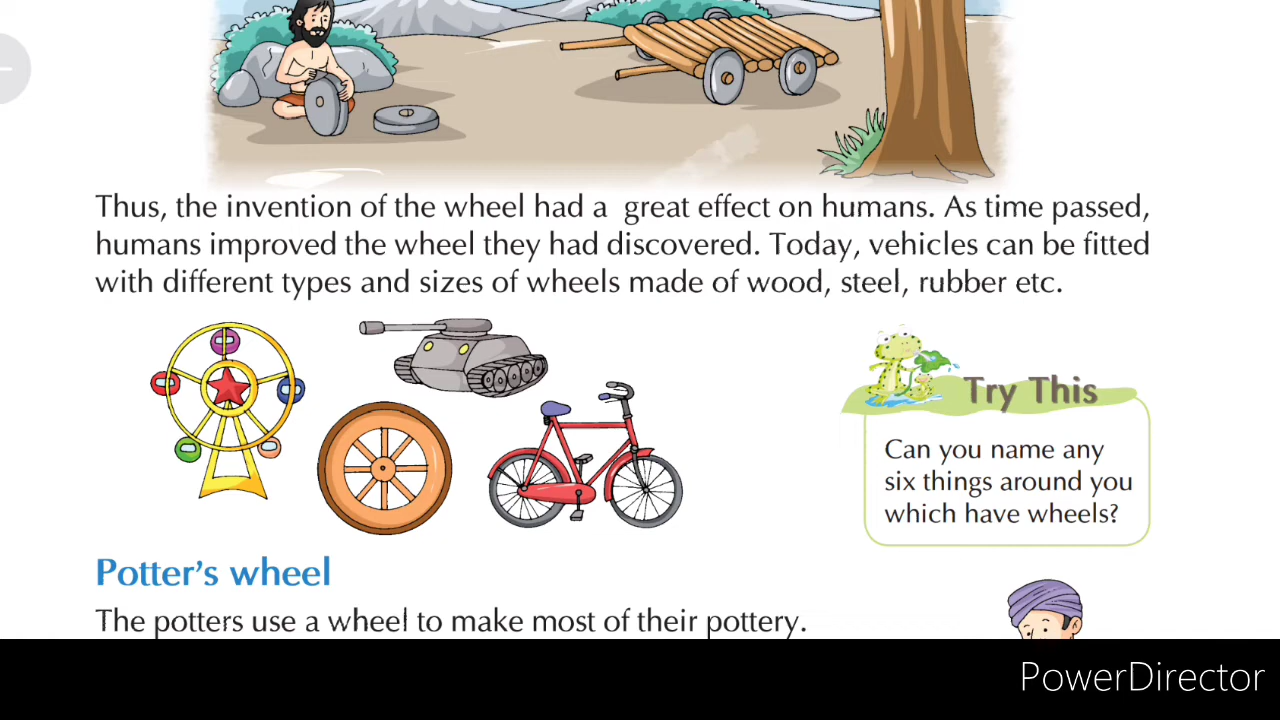 Thus, the invention of the wheel had a great effect on humans. As time passed,
humans improved the wheel they had discovered. Today, vehicles can be fitted
with different types and sizes of wheels made of wood, steel, rubber etc.
Try This
Can you name any
six things around you
which have wheels?
Potter's wheel
The potters use a wheel to make most of their pottery.
PowerDirector